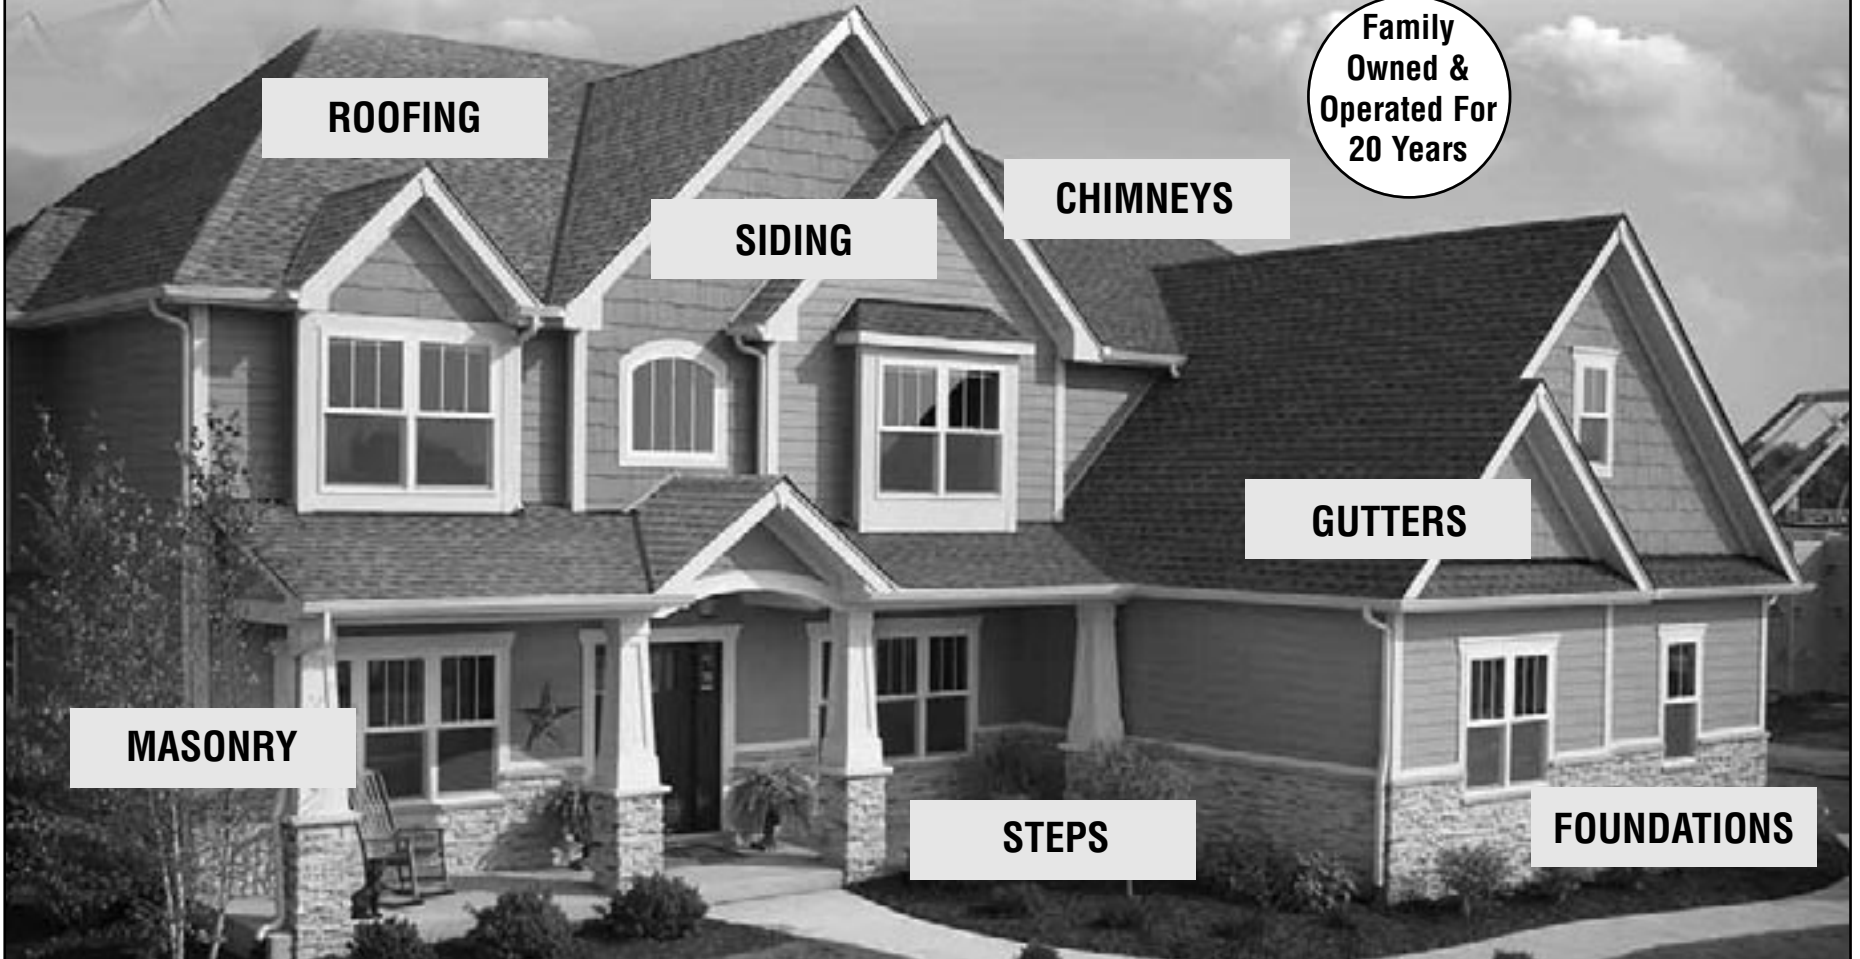 Family
Owned &
Operated For
20 Years
ROOFING
CHIMNEYS
SIDING
GUTTERS
MASONRY
STEPS
FOUNDATIONS